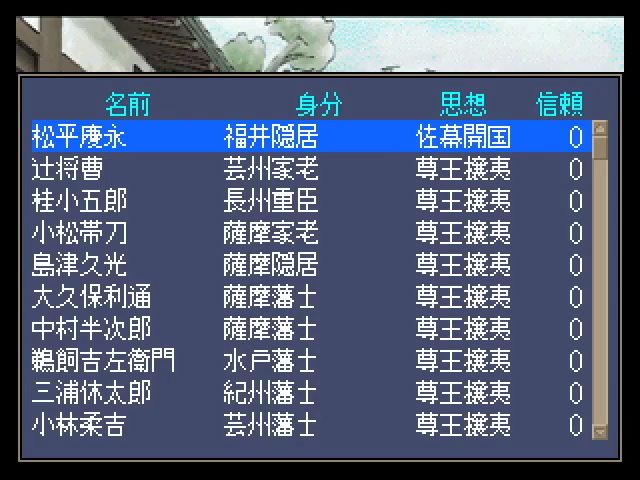 名前 身分 思想 信頼
松平慶永 福井隠居 佐幕開国 0
辻将曹 芸州家老 尊王攘夷 0
桂小五郎 長州重臣 尊王攘夷 0
小松帯刀 薩摩家老 尊王攘夷 0
島津久光 薩摩隠居 尊王攘夷 0
大久保利通 薩摩藩士 尊王攘夷 0
中村半次郎 薩摩藩士 尊王攘夷 0
鵜飼吉左衛門 水戸藩士 尊王攘夷 0
三浦休太郎 紀州藩士 尊王攘夷 0
小林柔吉 芸州藩士 尊王攘夷 0